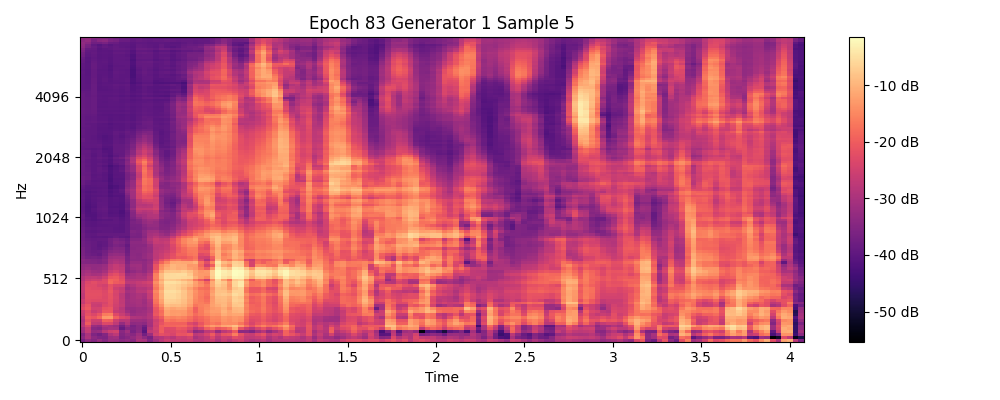 Epoch 83 Generator 1 Sample 5
Hz
4096
2048
1024
512
0
0 0.5 1 1.5 2 2.5 3 3.5 4
Time
-10 dB
-20 dB
-30 dB
-40 dB
-50 dB